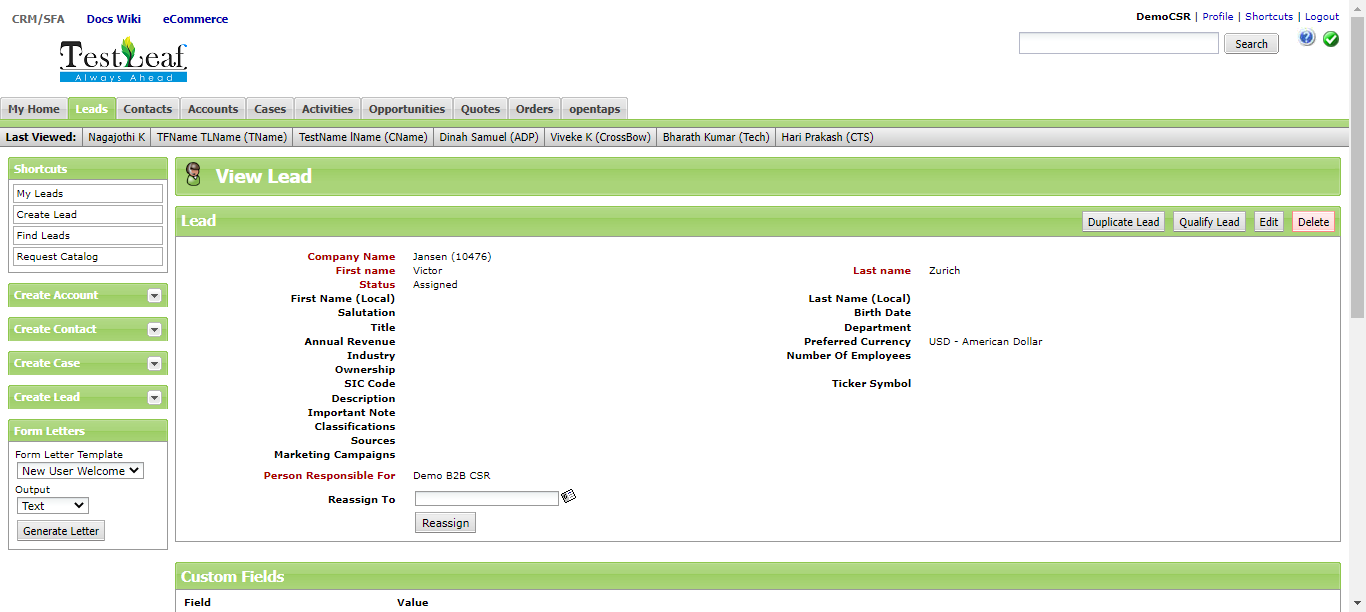 CRM/SFA Docs Wiki eCommerce
DemoCSR | Profile | Shortcuts | Logout
Search
TestLeaf
Always Ahead
My Home Leads Contacts Accounts Cases Activities Opportunities Quotes Orders opentaps
Last Viewed: Nagajothi K TFName TLName (TName) TestName lName (CName) Dinah Samuel (ADP) Viveke K (CrossBow) Bharath Kumar (Tech) Hari Prakash (CTS)
Shortcuts
My Leads
Create Lead
Find Leads
Request Catalog
Create Account
Create Contact
Create Case
Create Lead
Form Letters
Form Letter Template
New User Welcome
Output
Text
Generate Letter
View Lead
Lead
Duplicate Lead Qualify Lead Edit Delete
Company Name Jansen (10476)
First name Victor Last name Zurich
Status Assigned
First Name (Local) Last Name (Local)
Salutation Birth Date
Title Department
Annual Revenue Preferred Currency USD - American Dollar
Industry Number Of Employees
Ownership
SIC Code Ticker Symbol
Description
Important Note
Classifications
Sources
Marketing Campaigns
Person Responsible For Demo B2B CSR
Reassign To
Reassign
Custom Fields
Field Value